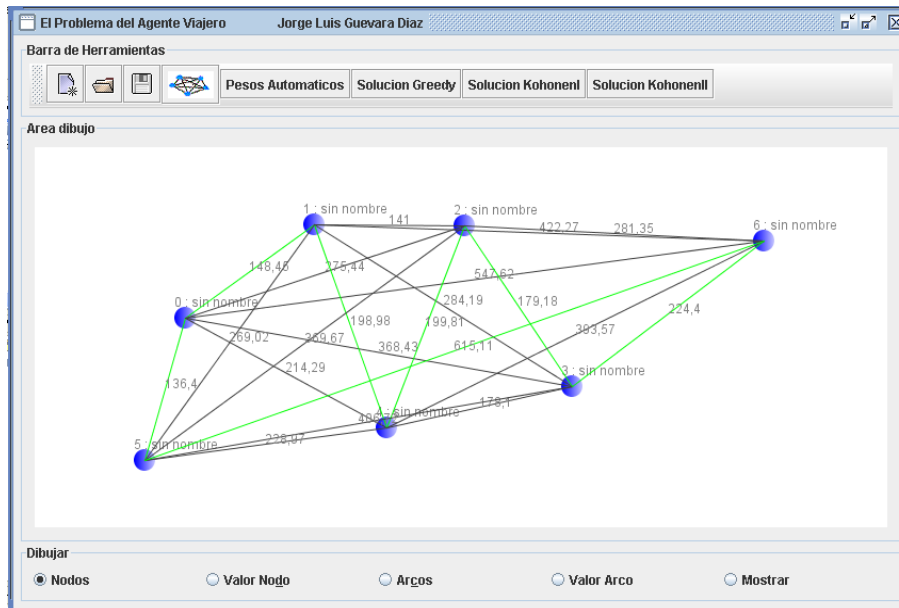 El Problema del Agente Viajero Jorge Luis Guevara Diaz
Barra de Herramientas
Pesos Automaticos Solucion Greedy Solucion KohonenI Solucion KohonenII
Area dibujo
1 : sin nombre 141 2 : sin nombre
422,27 281,35 6 : sin nombre
148,45 275,44 547,62
0 : sin nombre 284,19 179,18 224,4
269,02 369,67 198,98 199,81 393,57
368,43 615,11
214,29 3 : sin nombre
136,4 178,1
sin nombre
5 : sin nombre 228,97
Dibujar
Nodos Valor Nodo Arcos Valor Arco Mostrar